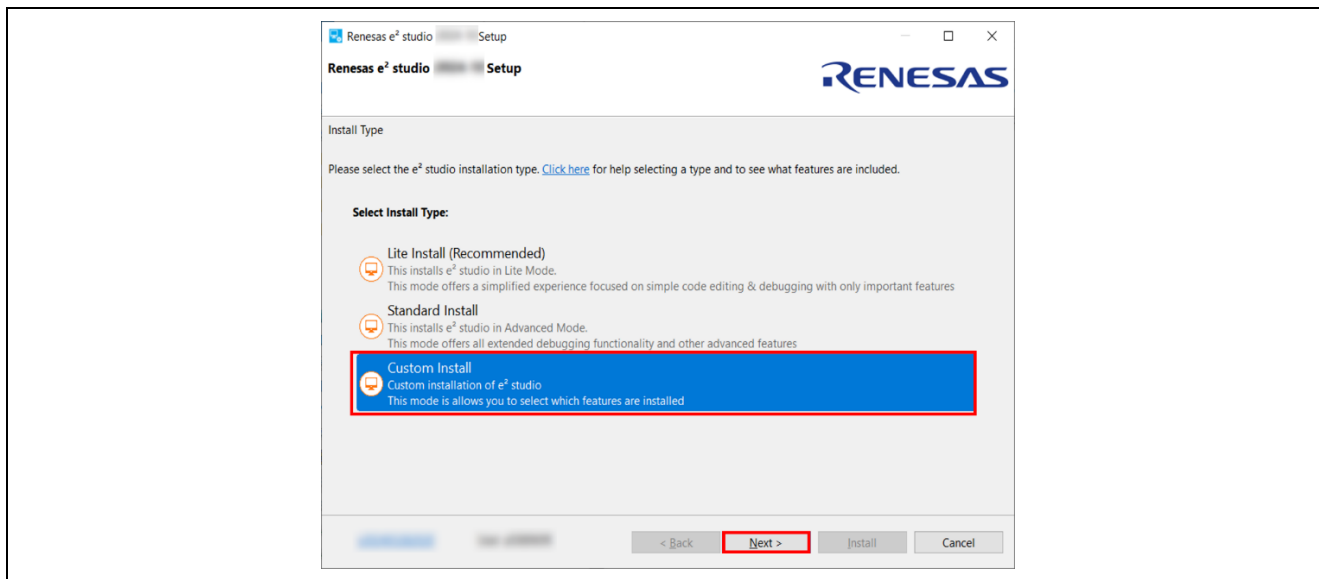 Renesas e² studio Setup
Renesas e² studio Setup
RENESAS
Install Type
Please select the e² studio installation type. Click here for help selecting a type and to see what features are included.
Select Install Type:
Lite Install (Recommended)
This installs e² studio in Lite Mode.
This mode offers a simplified experience focused on simple code editing & debugging with only important features
Standard Install
This installs e² studio in Advanced Mode.
This mode offers all extended debugging functionality and other advanced features
Custom Install
Custom installation of e² studio
This mode is allows you to select which features are installed
< Back Next > Install Cancel